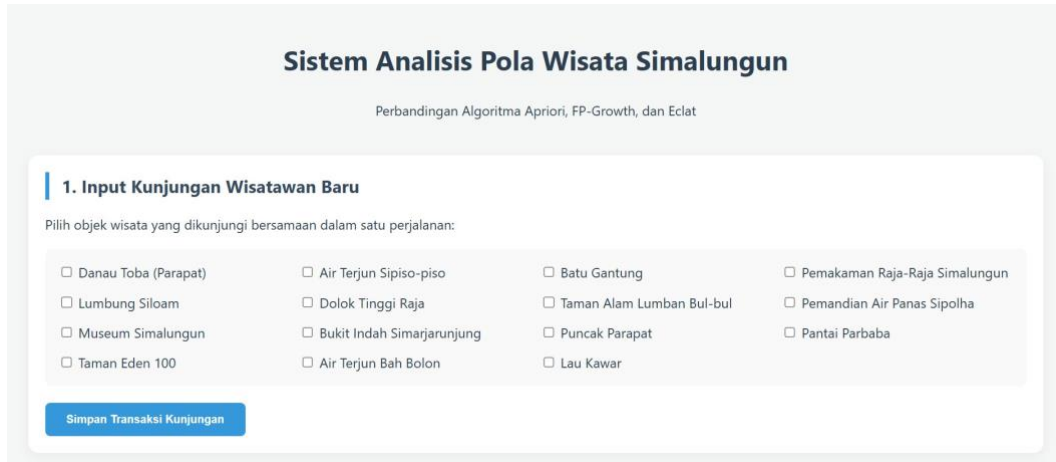 Sistem Analisis Pola Wisata Simalungun
Perbandingan Algoritma Apriori, FP-Growth, dan Eclat
1. Input Kunjungan Wisatawan Baru
Pilih objek wisata yang dikunjungi bersamaan dalam satu perjalanan:
Danau Toba (Parapat) Air Terjun Sipiso-piso Batu Gantung Pemakaman Raja-Raja Simalungun
Lumbung Siloam Dolok Tinggi Raja Taman Alam Lumban Bul-bul Pemandian Air Panas Sipolha
Museum Simalungun Bukit Indah Simarjarunjung Puncak Parapat Pantai Parbaba
Taman Eden 100 Air Terjun Bah Bolon Lau Kawar
Simpan Transaksi Kunjungan